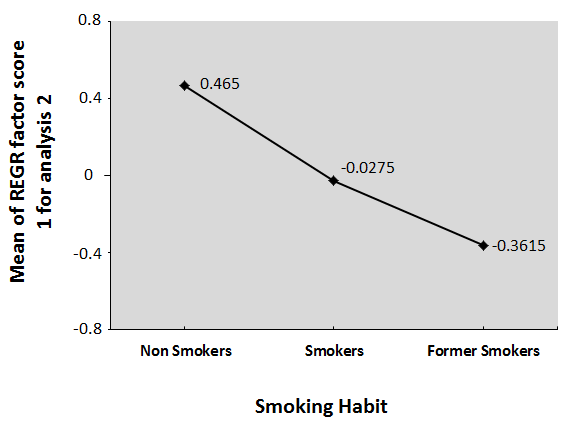 Mean of REGR factor score
1 for analysis 2
0.8
0.4
0
-0.4
-0.8
0.465
-0.0275
-0.3615
Non Smokers
Smokers
Former Smokers
Smoking Habit